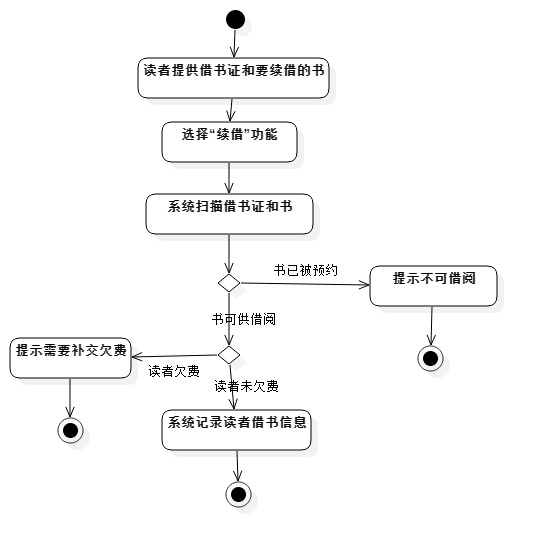 读者提供借书证和要续借的书
选择“续借”功能
系统扫描借书证和书
书已被预约
提示不可借阅
书可供借阅
提示需要补交欠费
读者欠费
读者未欠费
系统记录读者借书信息